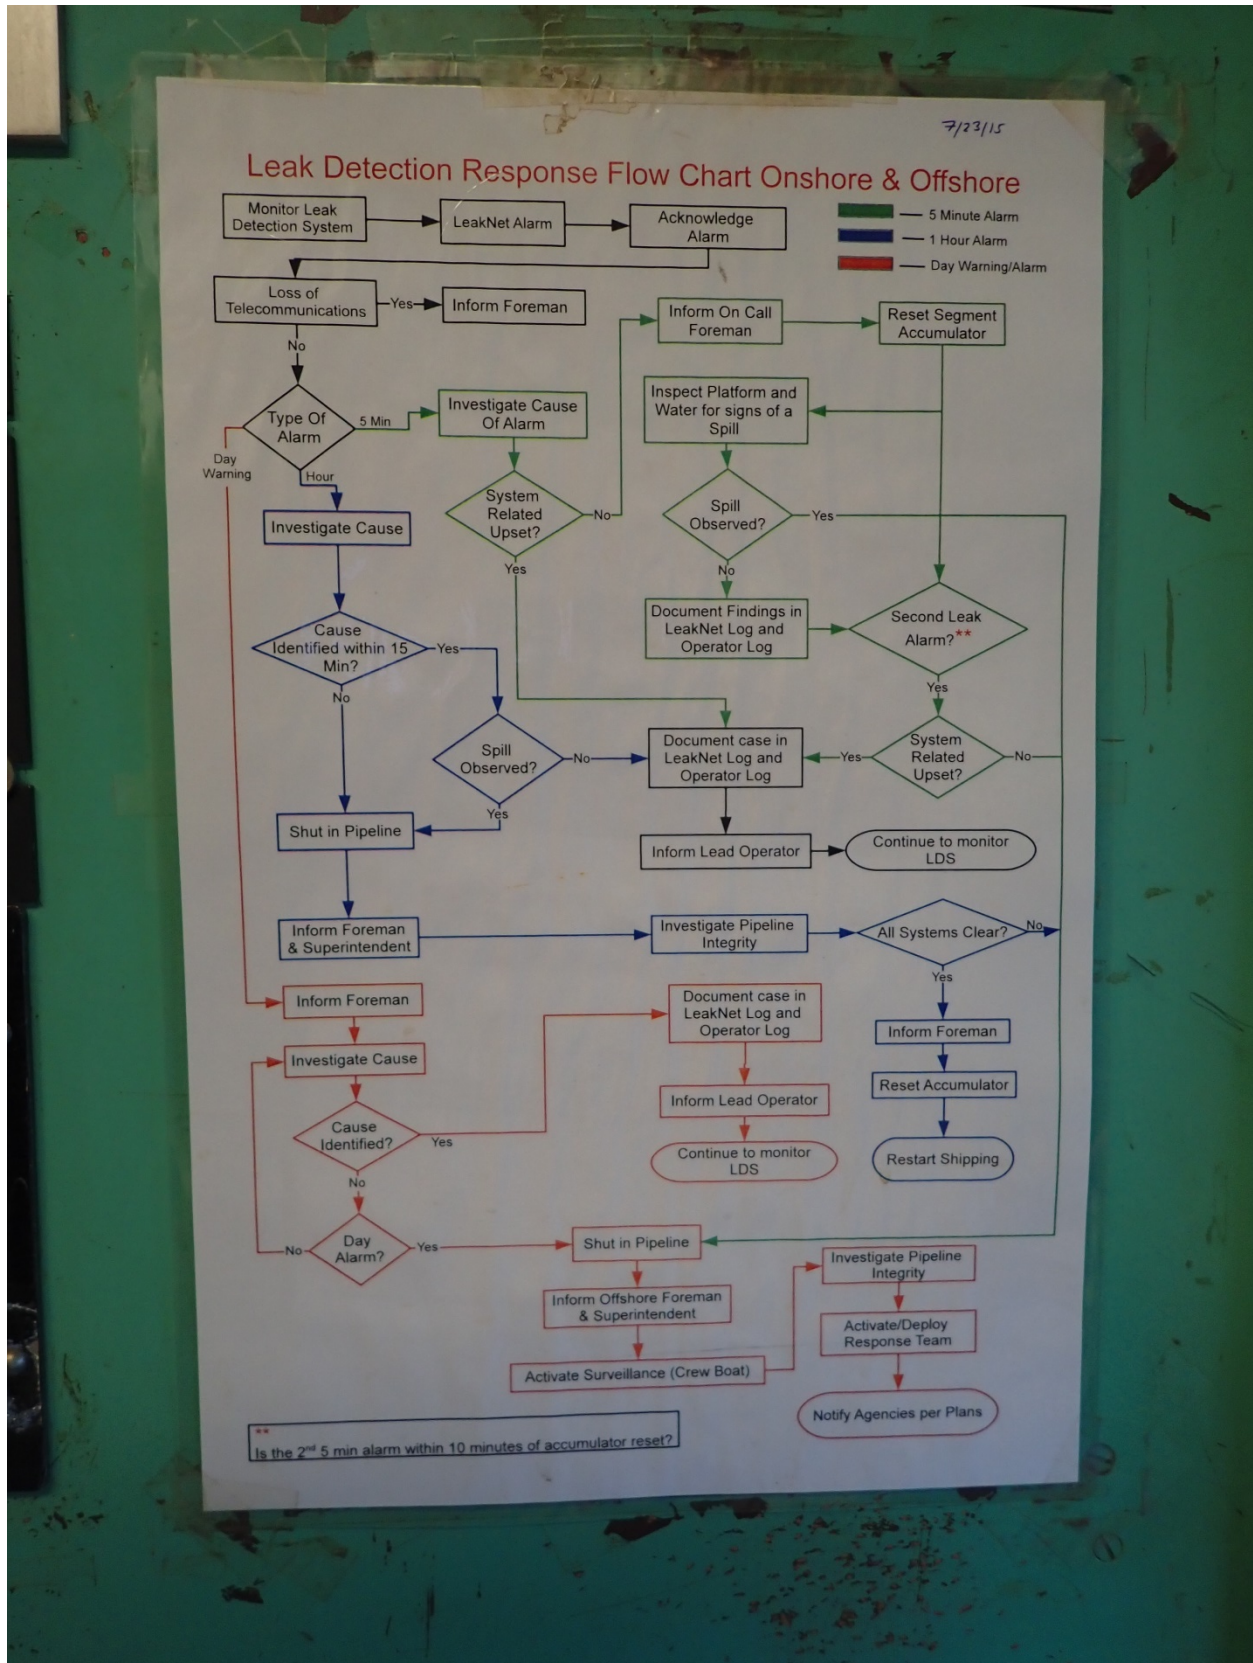 7/23/15
Leak Detection Response Flow Chart Onshore & Offshore
Monitor Leak
Detection System
LeakNet Alarm
Acknowledge
Alarm
5 Minute Alarm
1 Hour Alarm
Day Warning/Alarm
Loss of
Telecommunications
Yes
Inform Foreman
No
Inform On Call
Foreman
Reset Segment
Accumulator
Type Of
Alarm
5 Min
Investigate Cause
Of Alarm
Inspect Platform and
Water for signs of a
Spill
Day
Warning
Hour
Investigate Cause
System
Related
Upset?
No
Yes
Spill
Observed?
Yes
No
Cause
Identified within 15
Min?
Yes
No
Document Findings in
LeakNet Log and
Operator Log
Second Leak
Alarm?**
Yes
Spill
Observed?
No
Yes
Document case in
LeakNet Log and
Operator Log
Yes
System
Related
Upset?
No
Shut in Pipeline
Inform Lead Operator
Continue to monitor
LDS
Inform Foreman
& Superintendent
Investigate Pipeline
Integrity
All Systems Clear?
No
Yes
Inform Foreman
Document case in
LeakNet Log and
Operator Log
Inform Foreman
Investigate Cause
Inform Lead Operator
Reset Accumulator
Cause
Identified?
Yes
No
Continue to monitor
LDS
Restart Shipping
Day
Alarm?
No
Yes
Shut in Pipeline
Investigate Pipeline
Integrity
Inform Offshore Foreman
& Superintendent
Activate/Deploy
Response Team
Activate Surveillance (Crew Boat)
Notify Agencies per Plans
**
Is the 2nd 5 min alarm within 10 minutes of accumulator reset?